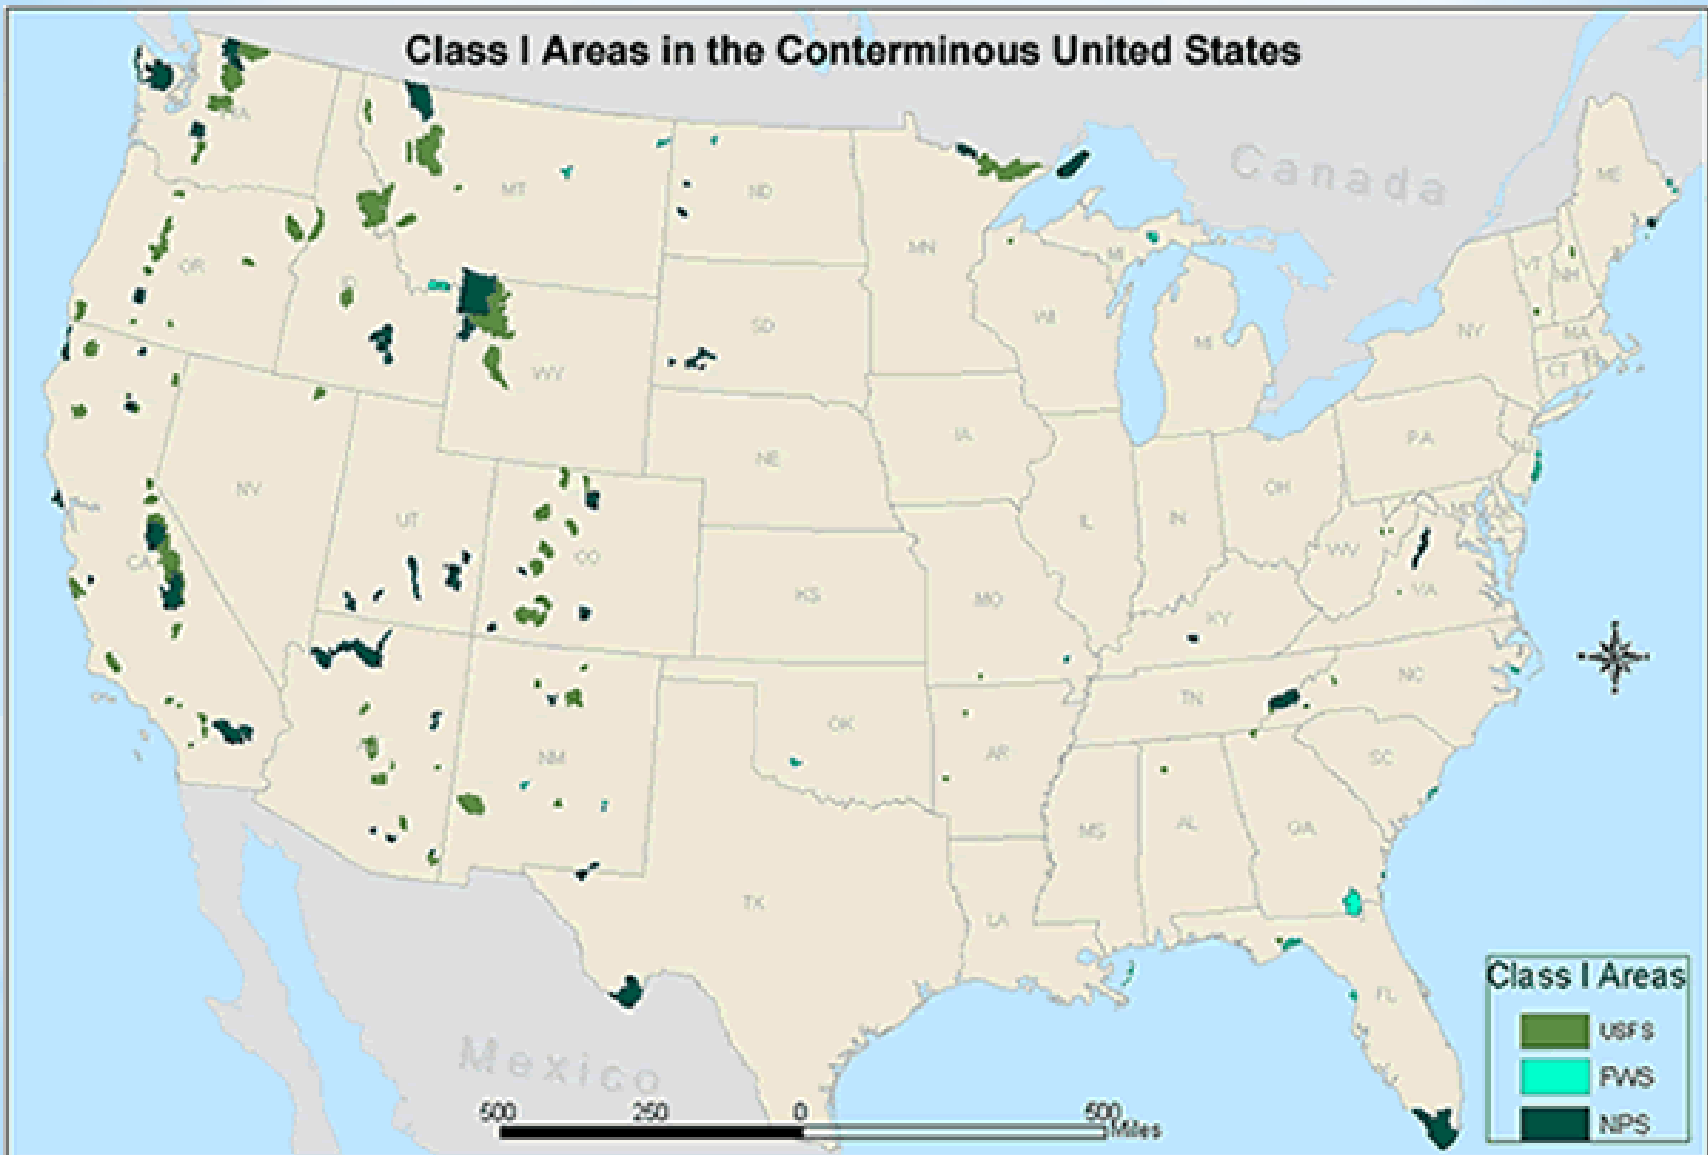 Class I Areas in the Conterminous United States
Canada
ME
MT
ND
MN
OR
MI
VT
NH
ID
SD
WI
NY
MI
MA
WY
CT
IA
PA
NE
NV
OH
UT
IL
IN
MD
CO
WV
CA
VA
KS
MO
KY
NC
TN
OK
AR
NM
SC
MS
AL
GA
TX
LA
FL
Mexico
Class I Areas
USFS
FWS
NPS
500 250 0 500
Miles